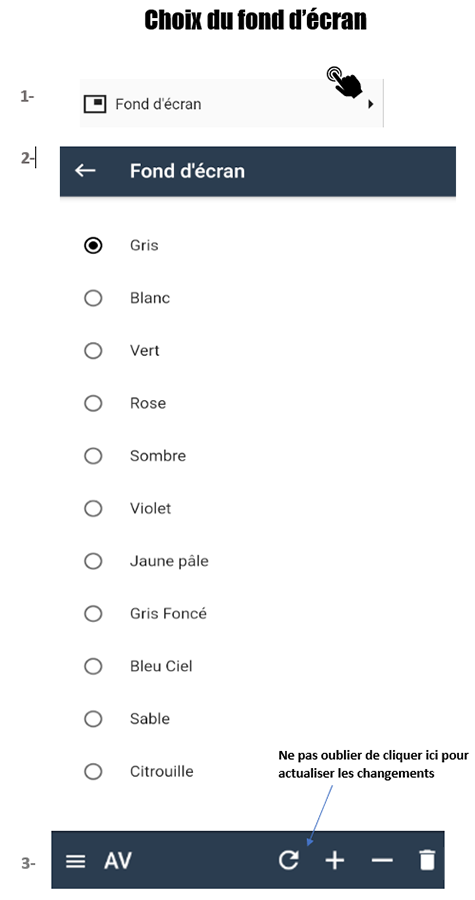 Choix du fond d’écran
1-
Fond d'écran
2-
Fond d'écran
Gris
Blanc
Vert
Rose
Sombre
Violet
Jaune pâle
Gris Foncé
Bleu Ciel
Sable
Citrouille
Ne pas oublier de cliquer ici pour
actualiser les changements
3-
AV